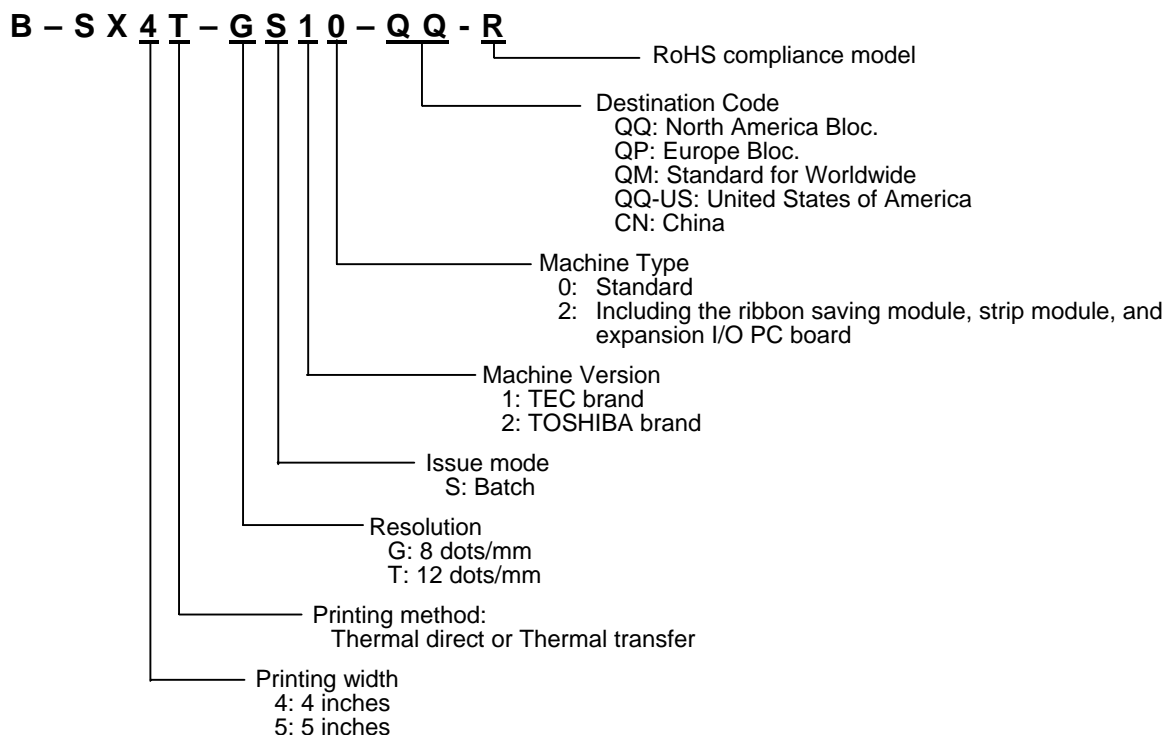 B – S X 4 T – G S 1 0 – Q Q - R
RoHS compliance model
Destination Code
QQ: North America Bloc.
QP: Europe Bloc.
QM: Standard for Worldwide
QQ-US: United States of America
CN: China
Machine Type
0: Standard
2: Including the ribbon saving module, strip module, and
expansion I/O PC board
Machine Version
1: TEC brand
2: TOSHIBA brand
Issue mode
S: Batch
Resolution
G: 8 dots/mm
T: 12 dots/mm
Printing method:
Thermal direct or Thermal transfer
Printing width
4: 4 inches
5: 5 inches